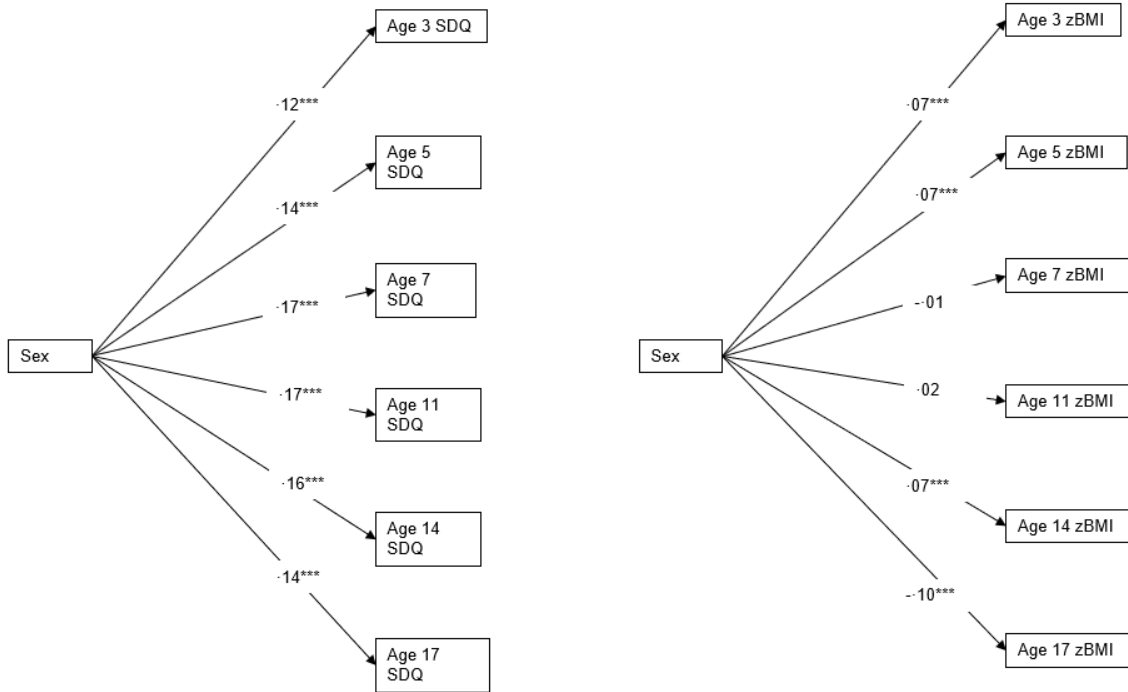 Age 3 SDQ
·12***
Age 5
SDQ
·14***
Age 7
SDQ
·17***
Sex
·17***
Age 11
SDQ
·16***
Age 14
SDQ
·14***
Age 17
SDQ
Age 3 zBMI
·07***
Age 5 zBMI
·07***
Age 7 zBMI
-·01
Sex
·02
Age 11 zBMI
·07***
Age 14 zBMI
-·10***
Age 17 zBMI